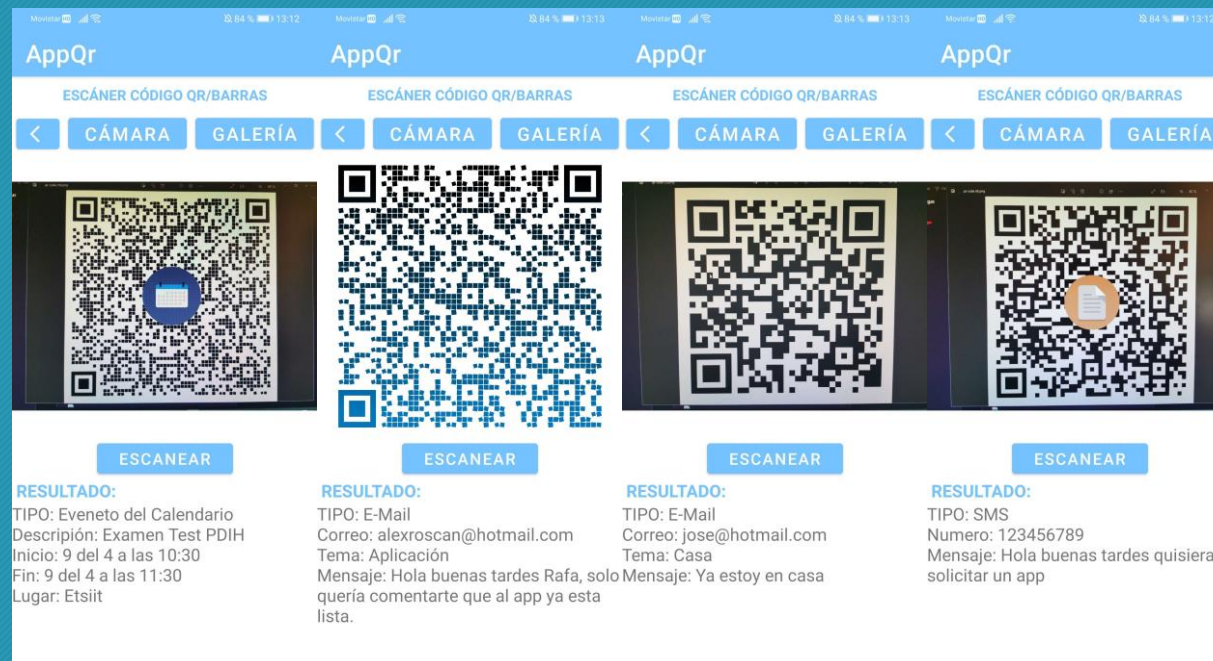 Movistar HD 84 % 13:12
AppQr
ESCÁNER CÓDIGO QR/BARRAS
< CÁMARA GALERÍA
ESCANEAR
RESULTADO:
TIPO: Eveneto del Calendario
Descripión: Examen Test PDIH
Inicio: 9 del 4 a las 10:30
Fin: 9 del 4 a las 11:30
Lugar: Etsiit
Movistar HD 84 % 13:13
AppQr
ESCÁNER CÓDIGO QR/BARRAS
< CÁMARA GALERÍA
ESCANEAR
RESULTADO:
TIPO: E-Mail
Correo: alexroscan@hotmail.com
Tema: Aplicación
Mensaje: Hola buenas tardes Rafa, solo
quería comentarte que al app ya esta
lista.
Movistar HD 84 % 13:13
AppQr
ESCÁNER CÓDIGO QR/BARRAS
< CÁMARA GALERÍA
ESCANEAR
RESULTADO:
TIPO: E-Mail
Correo: jose@hotmail.com
Tema: Casa
Mensaje: Ya estoy en casa
Movistar HD 84 % 13:12
AppQr
ESCÁNER CÓDIGO QR/BARRAS
< CÁMARA GALERÍA
ESCANEAR
RESULTADO:
TIPO: SMS
Numero: 123456789
Mensaje: Hola buenas tardes quisiera
solicitar un app